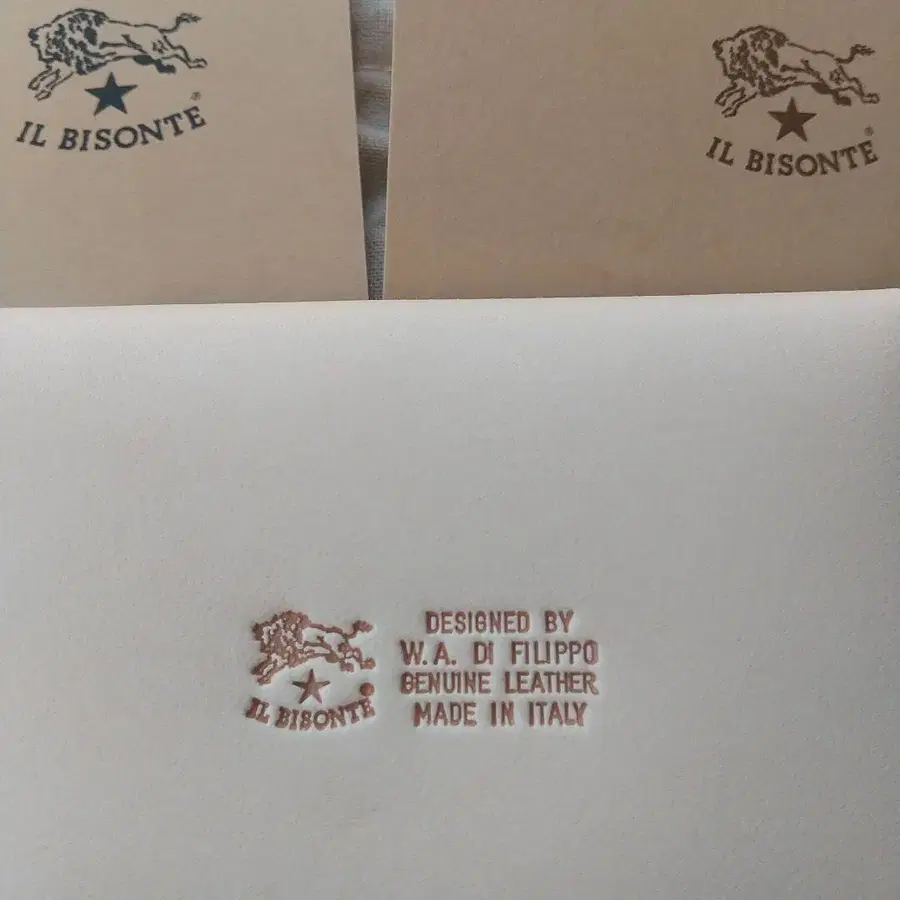 IL BISONTE®
IL BISONTE®
IL BISONTE
DESIGNED BY
W.A. DI FILIPPO
GENUINE LEATHER
MADE IN ITALY